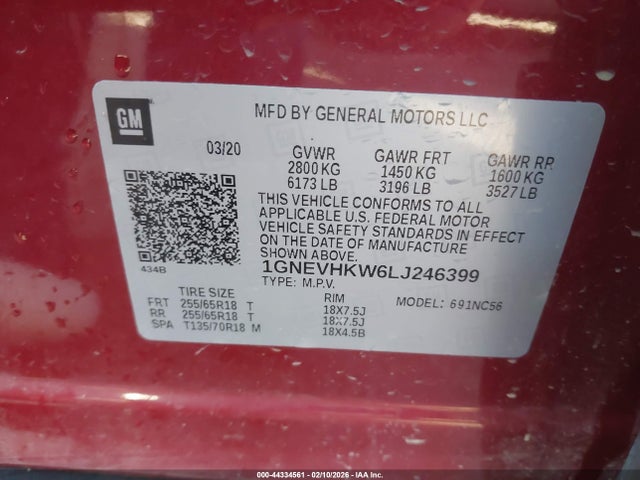 GM
MFD BY GENERAL MOTORS LLC
03/20 GVWR GAWR FRT GAWR RR
2800 KG 1450 KG 1600 KG
6173 LB 3196 LB 3527 LB
THIS VEHICLE CONFORMS TO ALL
APPLICABLE U.S. FEDERAL MOTOR
VEHICLE SAFETY STANDARDS IN EFFECT
ON THE DATE OF MANUFACTURE
SHOWN ABOVE.
434B
1GNEVHKW6LJ246399
TYPE: M.P.V.
TIRE SIZE RIM MODEL: 691NC56
FRT 255/65R18 T 18X7.5J
RR 255/65R18 T 18X7.5J
SPA T135/70R18 M 18X4.5B
000-44334561 - 02/10/2026 - IAA Inc.